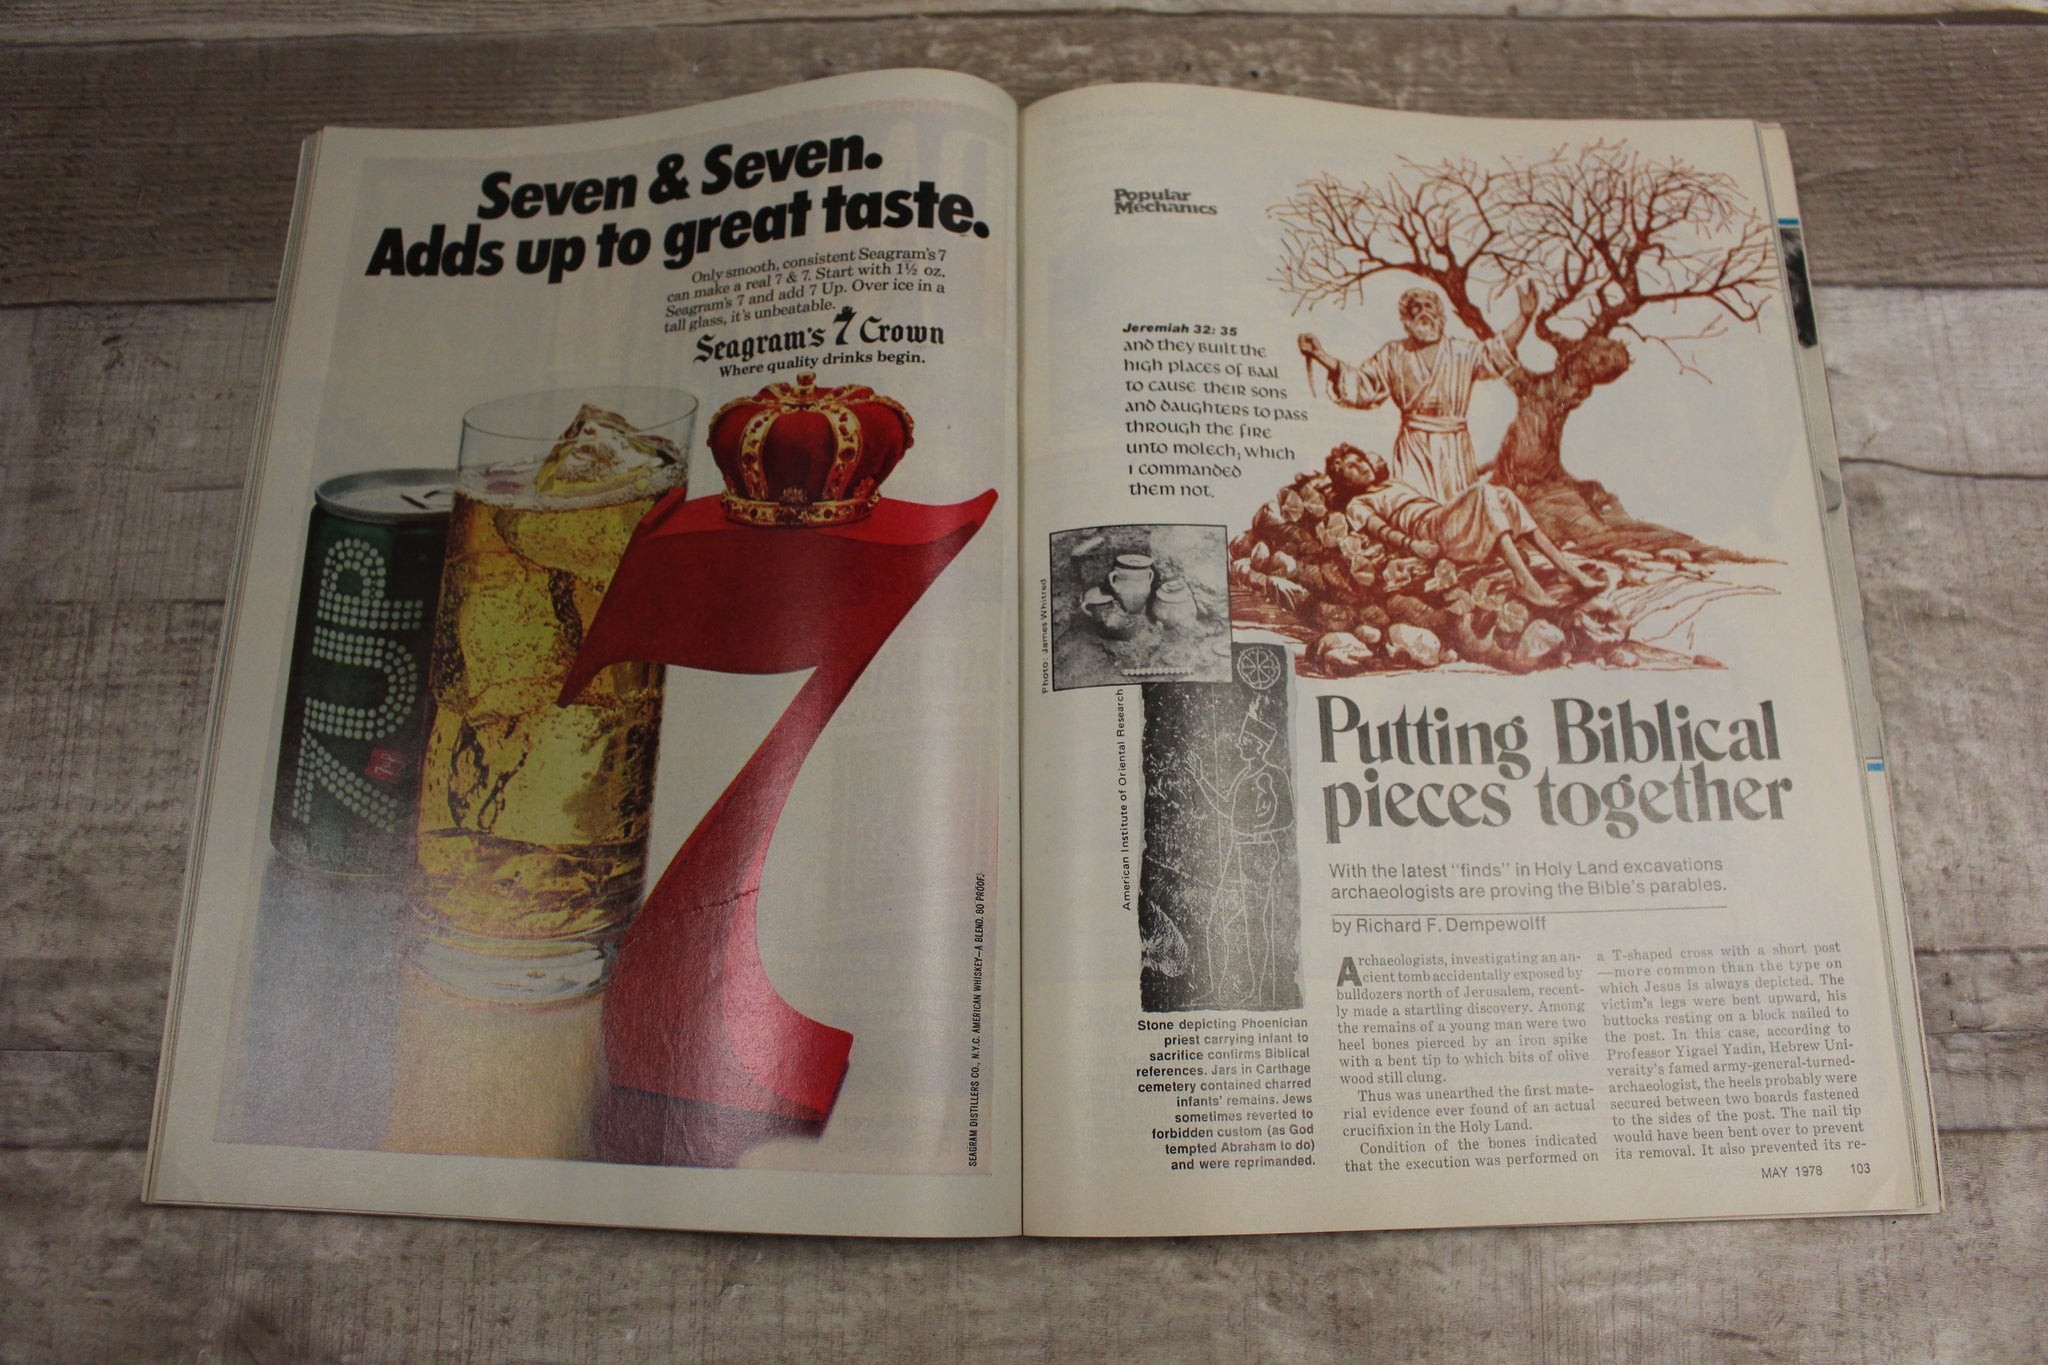 Seven & Seven.
Adds up to great taste.
Only smooth, consistent Seagram's 7
can make a real 7 & 7. Start with 1½ oz.
Seagram's 7 and add 7 Up. Over ice in a
tall glass, it's unbeatable.
Seagram's 7 Crown
Where quality drinks begin.
7UP
7up
7
SEAGRAM DISTILLERS CO., N.Y.C. AMERICAN WHISKEY—A BLEND. 80 PROOF.
Popular
Mechanics
Jeremiah 32: 35
and they built the
high places of Baal
to cause their sons
and daughters to pass
through the fire
unto molech; which
I commanded
them not.
Photo: James Whitred
American Institute of Oriental Research
Stone depicting Phoenician
priest carrying infant to
sacrifice confirms Biblical
references. Jars in Carthage
cemetery contained charred
infants' remains. Jews
sometimes reverted to
forbidden custom (as God
tempted Abraham to do)
and were reprimanded.
Putting Biblical
pieces together
With the latest "finds" in Holy Land excavations
archaeologists are proving the Bible's parables.
by Richard F. Dempewolff
Archaeologists, investigating an an-
cient tomb accidentally exposed by
bulldozers north of Jerusalem, recent-
ly made a startling discovery. Among
the remains of a young man were two
heel bones pierced by an iron spike
with a bent tip to which bits of olive
wood still clung.
Thus was unearthed the first mate-
rial evidence ever found of an actual
crucifixion in the Holy Land.
Condition of the bones indicated
that the execution was performed on
a T-shaped cross with a short post
—more common than the type on
which Jesus is always depicted. The
victim's legs were bent upward, his
buttocks resting on a block nailed to
the post. In this case, according to
Professor Yigael Yadin, Hebrew Uni-
versity's famed army-general-turned-
archaeologist, the heels probably were
secured between two boards fastened
to the sides of the post. The nail tip
would have been bent over to prevent
its removal. It also prevented its re-
MAY 1978 103